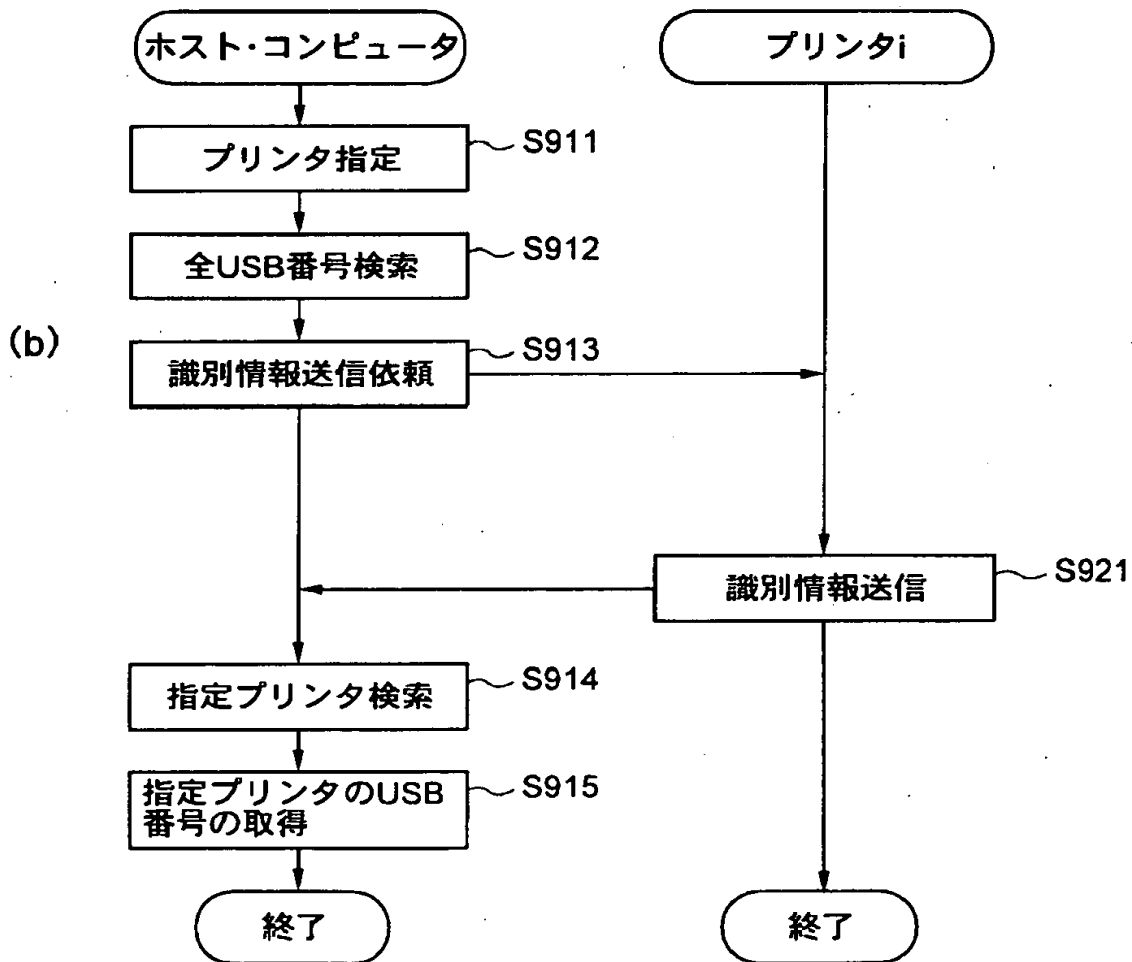 ホスト・コンピュータ
プリンタi
プリンタ指定
S911
全USB番号検索
S912
(b)
識別情報送信依頼
S913
識別情報送信
S921
指定プリンタ検索
S914
指定プリンタのUSB
番号の取得
S915
終了
終了